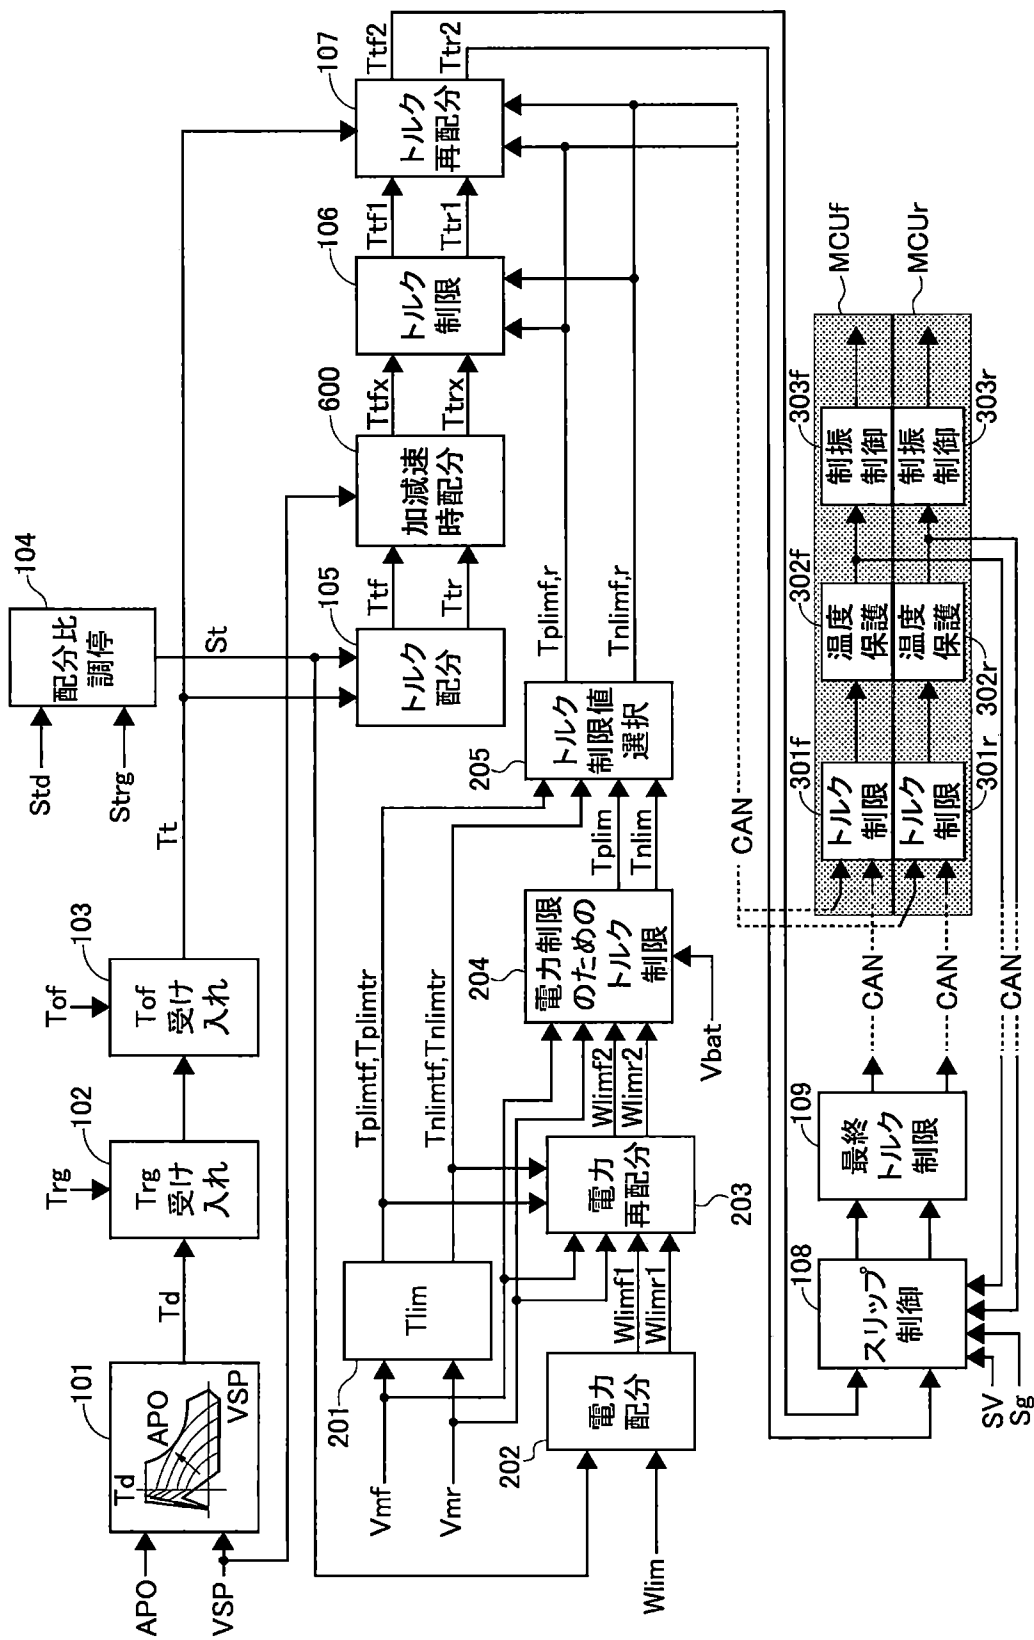 101
Td
APO
VSP
APO
VSP
Td
Trg
102
Trg
受け
入れ
Tof
103
Tof
受け
入れ
Tt
Std
Strg
104
配分比
調停
St
105
トルク
配分
Ttf
Ttr
600
加減速
時配分
Ttfx
Ttrx
106
トルク
制限
Ttf1
Ttr1
107
トルク
再配分
Ttf2
Ttr2
Vmf
Vmr
201
Tlim
Tplimtf,Tplimtr
Tnlimtf,Tnlimtr
Wlim
202
電力
配分
Wlimf1
Wlimr1
203
電力
再配分
Wlimf2
Wlimr2
204
電力制限
のための
トルク
制限
Vbat
Tplim
Tnlim
205
トルク
制限値
選択
Tplimf,r
Tnlimf,r
CAN
108
スリップ
制御
SV
Sg
109
最終
トルク
制限
CAN
CAN
CAN
301f
トルク
制限
302f
温度
保護
303f
制振
制御
MCUf
トルク
制限
301r
温度
保護
302r
制振
制御
303r
MCUr